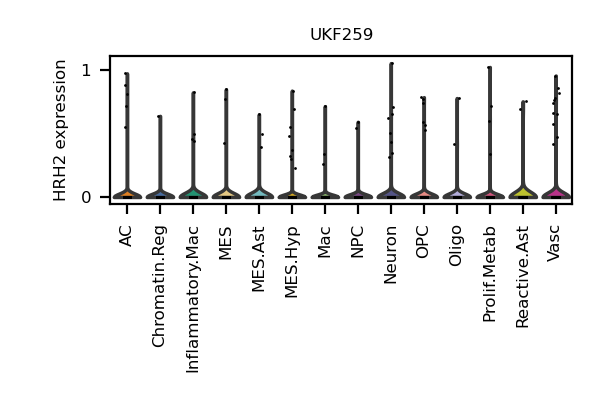 UKF259
HRH2 expression
1
0
AC
Chromatin.Reg
Inflammatory.Mac
MES
MES.Ast
MES.Hyp
Mac
NPC
Neuron
OPC
Oligo
Prolif.Metab
Reactive.Ast
Vasc